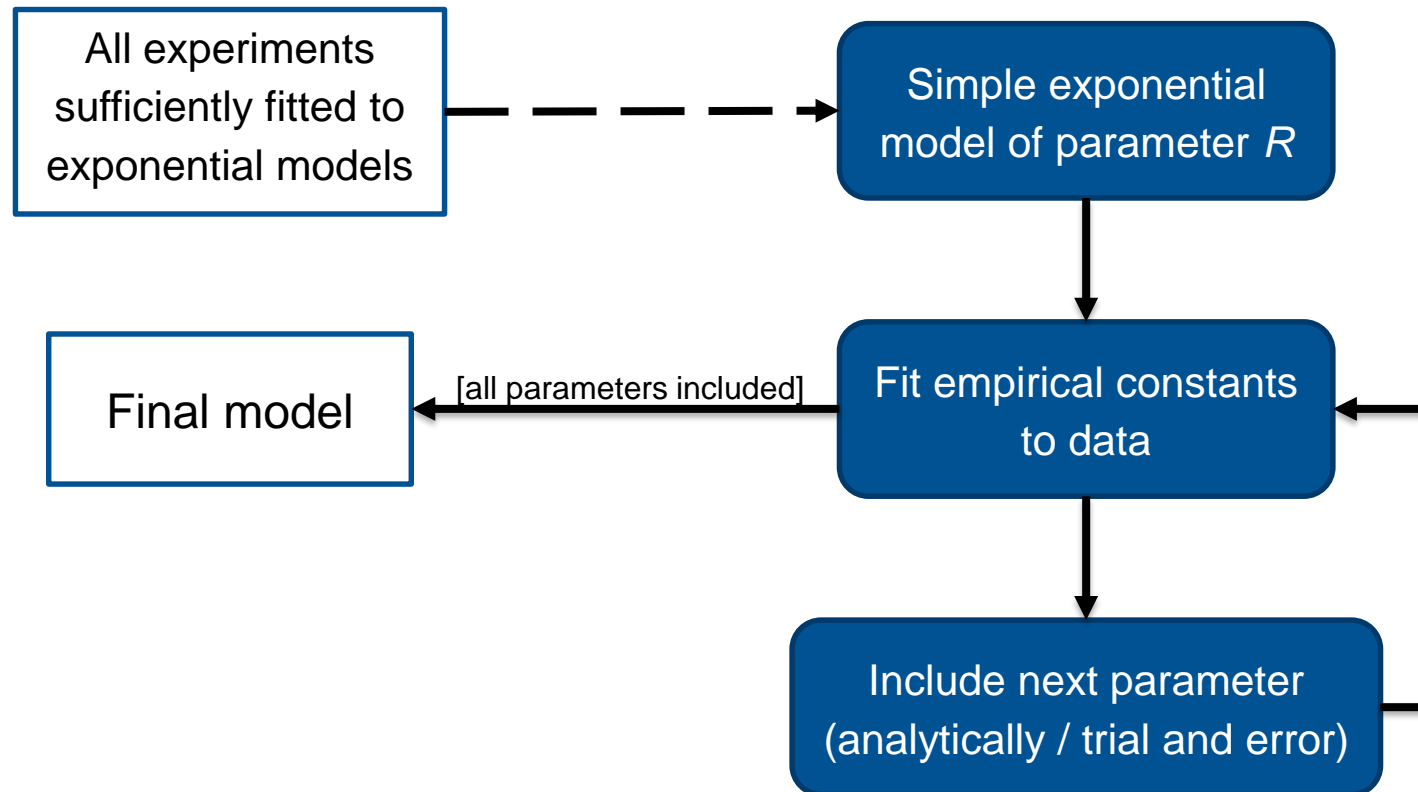 All experiments
sufficiently fitted to
exponential models
Simple exponential
model of parameter R
Final model
[all parameters included]
Fit empirical constants
to data
Include next parameter
(analytically / trial and error)